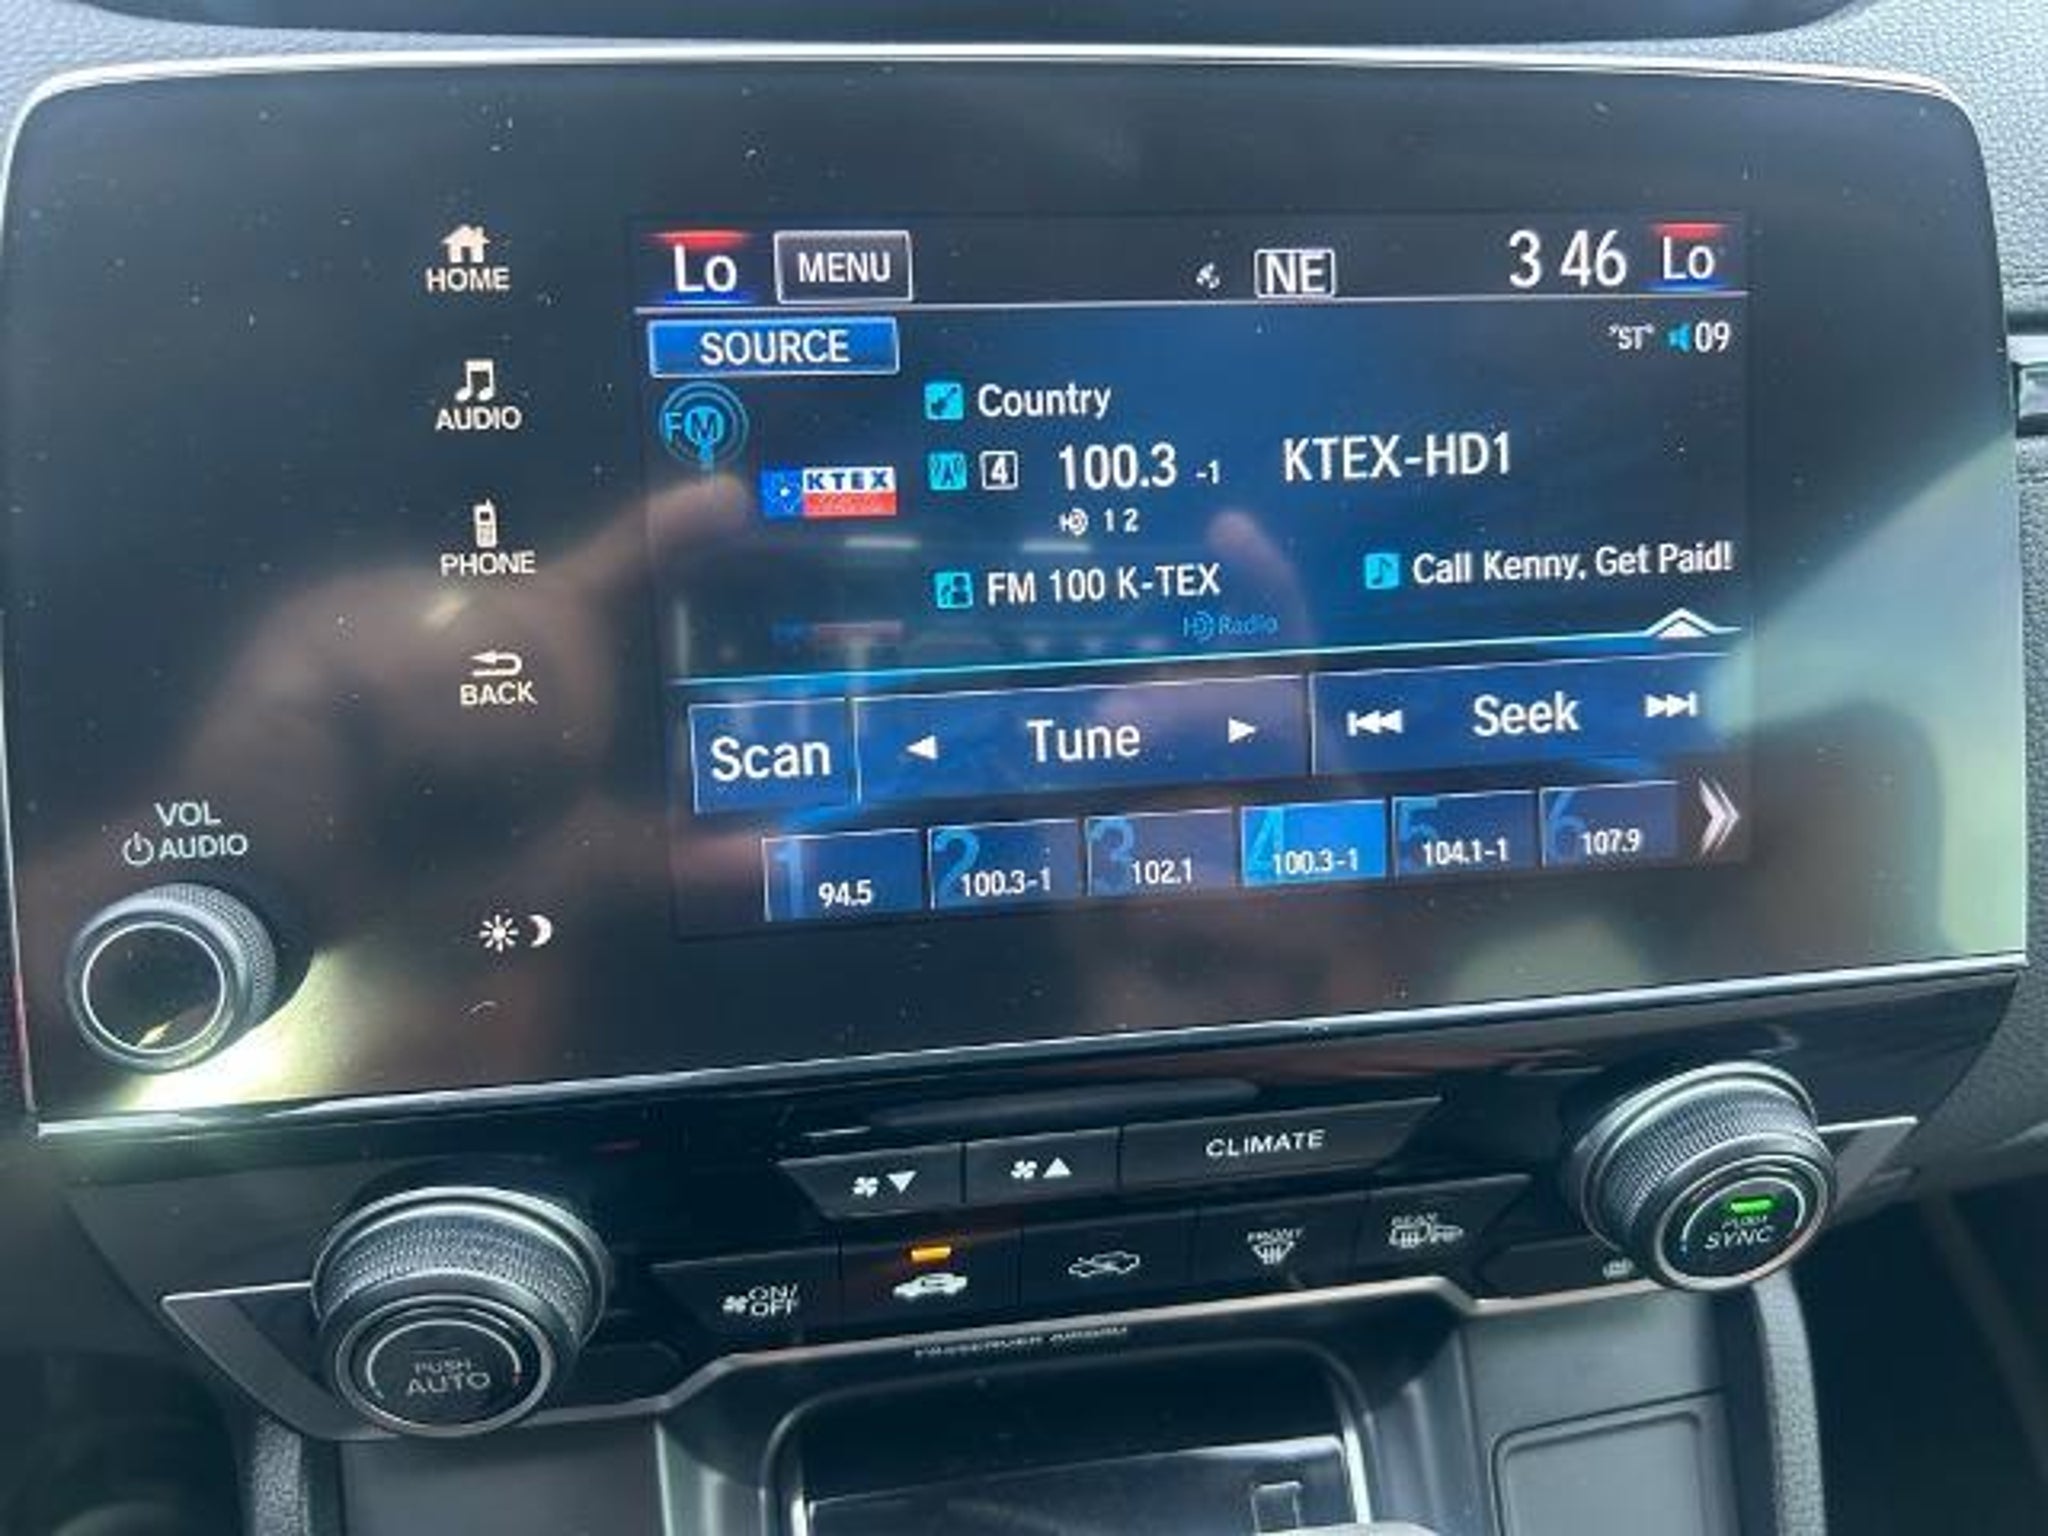 Lo MENU NE 3 46 Lo
HOME
SOURCE "ST" 09
FM
Country
AUDIO
KTEX
4 100.3 -1 KTEX-HD1
HD 1 2
PHONE
FM 100 K-TEX Call Kenny, Get Paid!
HD Radio
BACK
Scan Tune Seek
VOL
AUDIO
1 94.5
2 100.3-1
3 102.1
4 100.3-1
5 104.1-1
6 107.9
CLIMATE
ON/
OFF
FRONT
REAR
PUSH
SYNC
PUSH
AUTO
PASSENGER AIRBAG